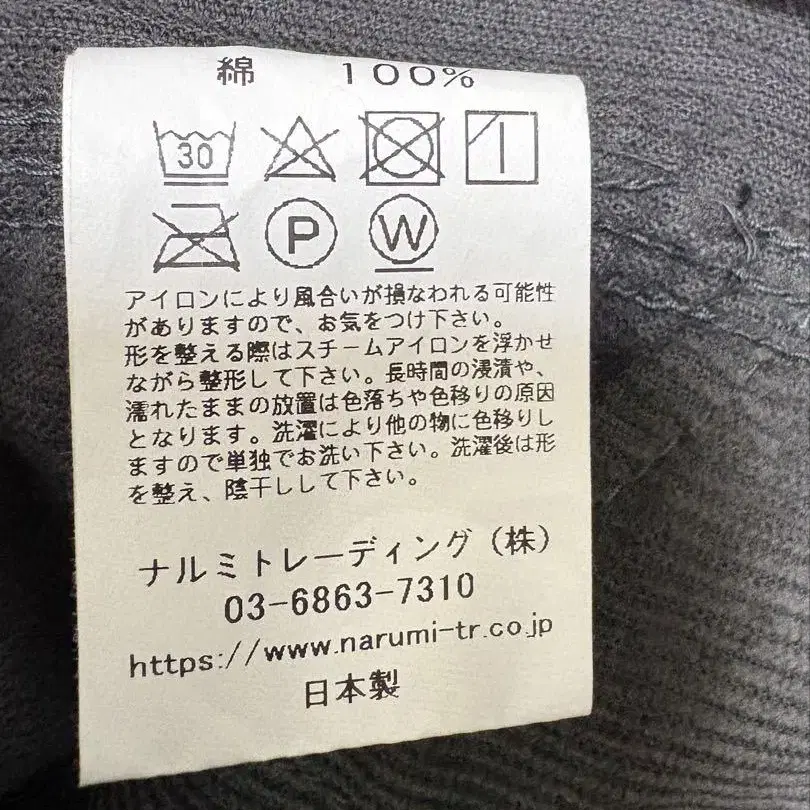 綿 100%
30
P W
アイロンにより風合いが損なわれる可能性
がありますので、お気をつけ下さい。
形を整える際はスチームアイロンを浮かせ
ながら整形して下さい。長時間の浸漬や、
濡れたままの放置は色落ちや色移りの原因
となります。洗濯により他の物に色移りし
ますので単独でお洗い下さい。洗濯後は形
を整え、陰干しして下さい。
ナルミトレーディング(株)
03-6863-7310
https://www.narumi-tr.co.jp
日本製